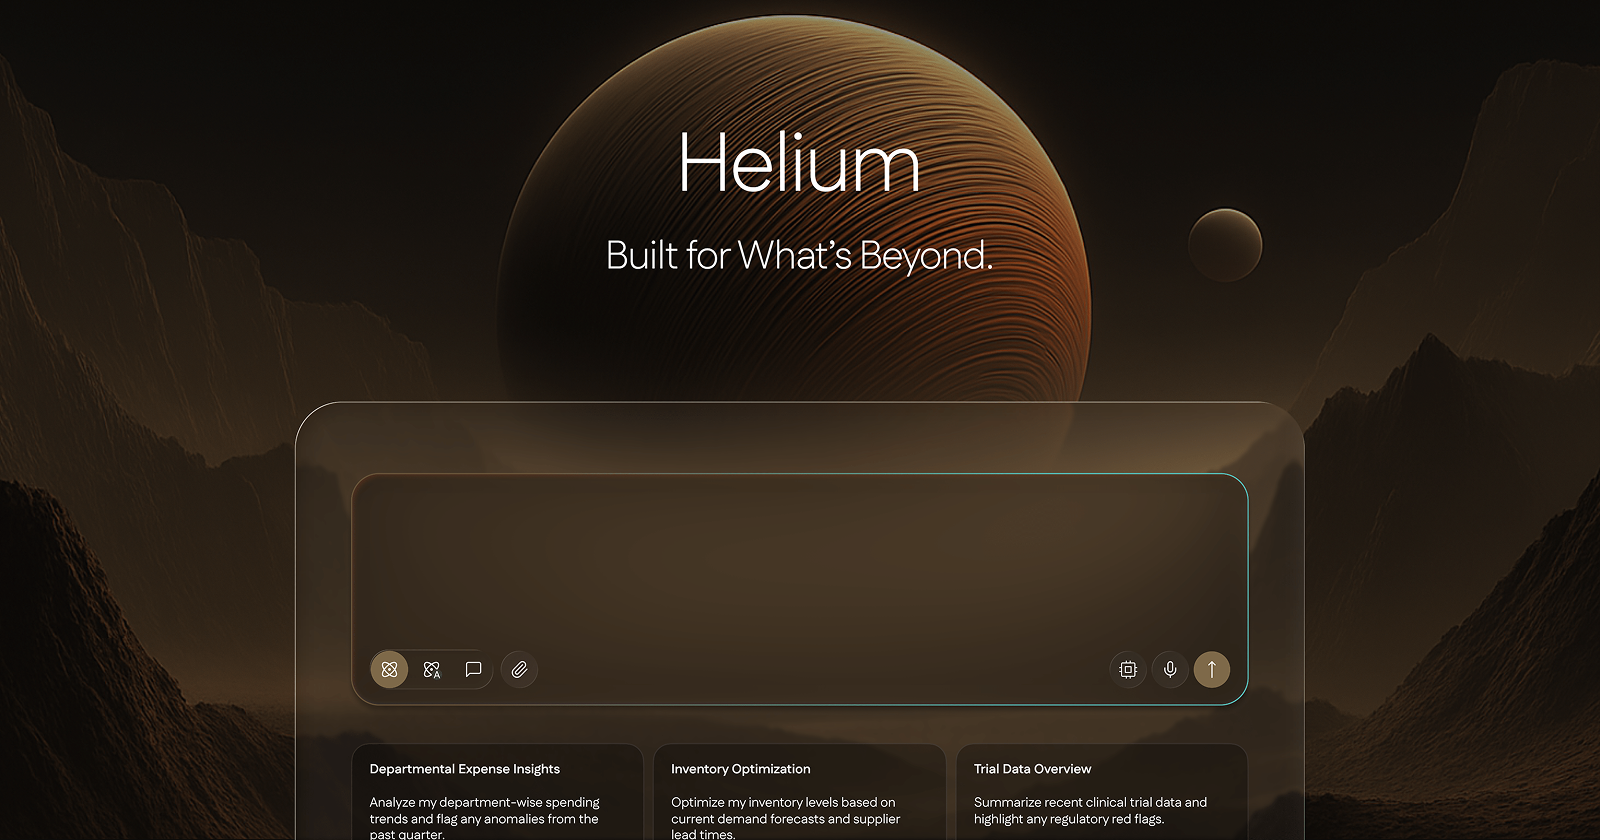 Helium
Built for What’s Beyond.
A
Departmental Expense Insights
Analyze my department-wise spending
trends and flag any anomalies from the
past quarter.
Inventory Optimization
Optimize my inventory levels based on
current demand forecasts and supplier
lead times.
Trial Data Overview
Summarize recent clinical trial data and
highlight any regulatory red flags.